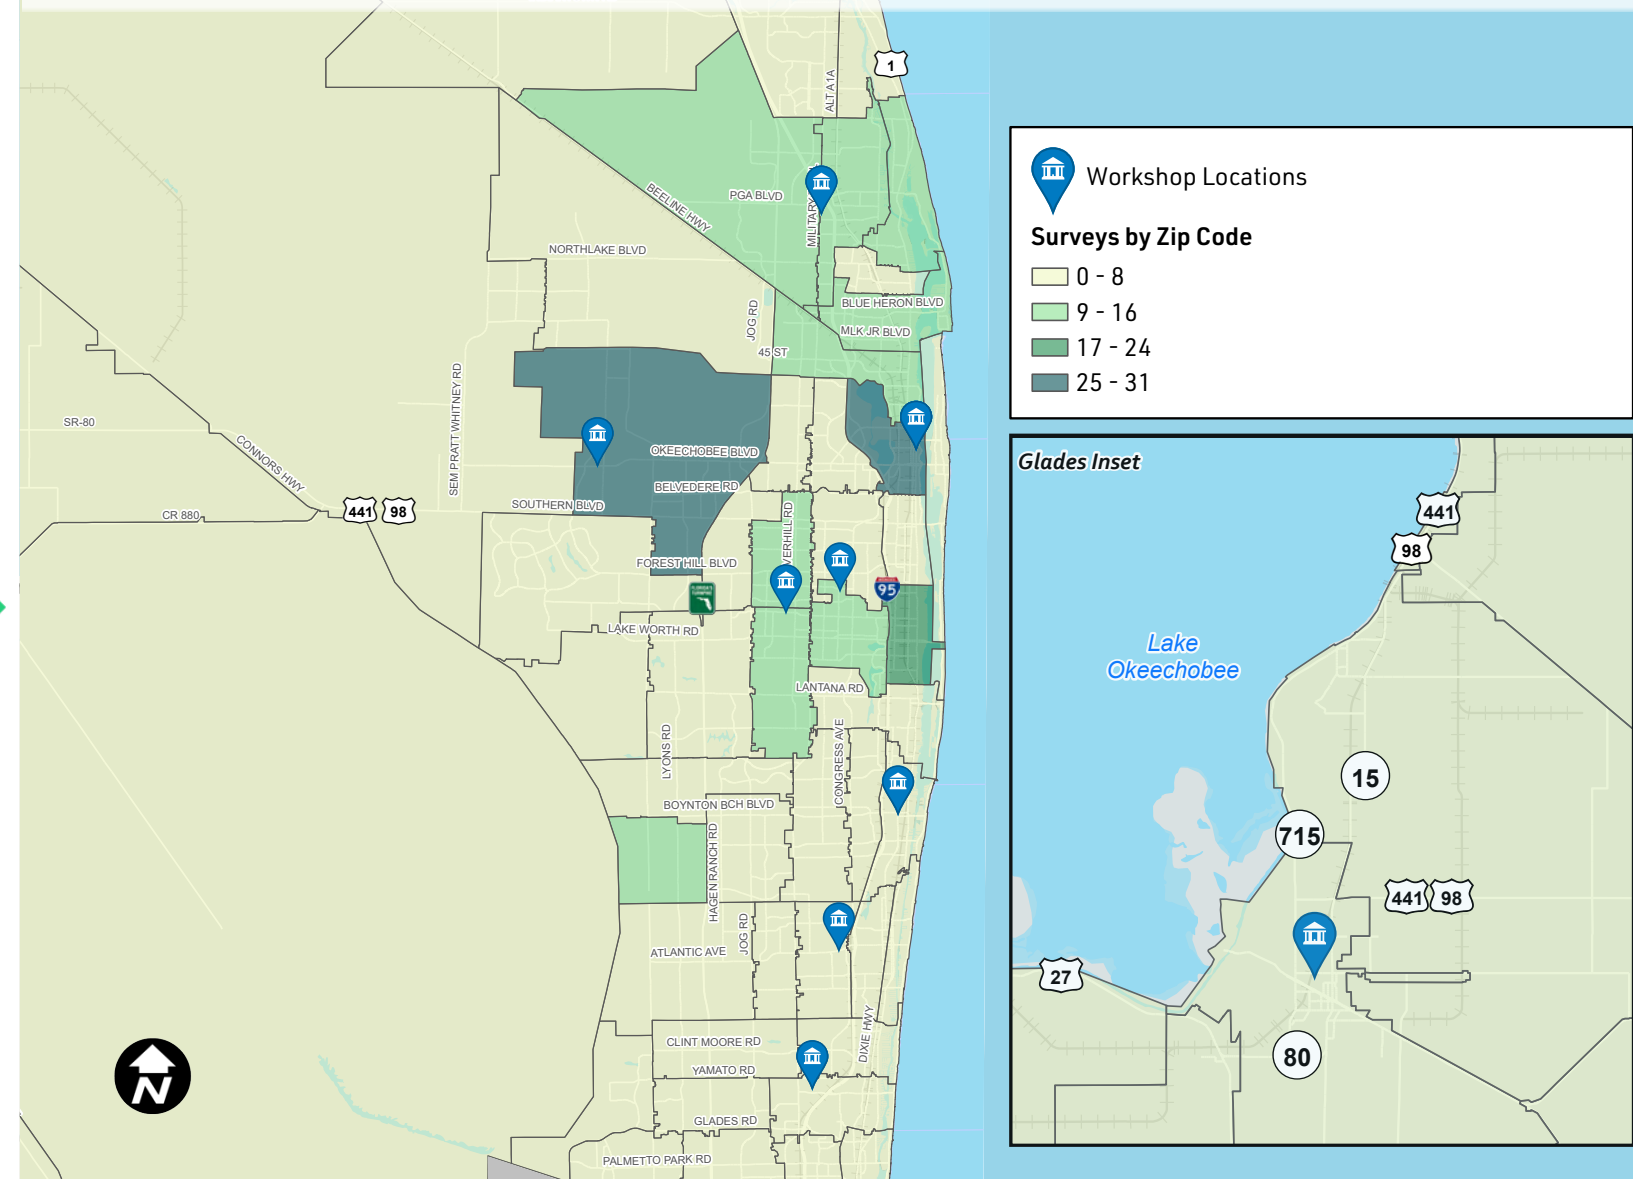 1
ALT A1A
BEELINE HWY
PGA BLVD
MILITARY
NORTHLAKE BLVD
JOG RD
BLUE HERON BLVD
MLK JR BLVD
45 ST
SEM PRATT WHITNEY RD
SR-80
CONNORS HWY
OKEECHOBEE BLVD
BELVEDERE RD
SOUTHERN BLVD
441
98
CR 880
VERHILL RD
FOREST HILL BLVD
95
LAKE WORTH RD
LANTANA RD
LYONS RD
CONGRESS AVE
BOYNTON BCH BLVD
HAGEN RANCH RD
JOG RD
ATLANTIC AVE
DIXIE HWY
CLINT MOORE RD
YAMATO RD
GLADES RD
PALMETTO PARK RD
N
Workshop Locations
Surveys by Zip Code
0 - 8
9 - 16
17 - 24
25 - 31
Glades Inset
441
98
Lake
Okeechobee
15
715
441
98
27
80